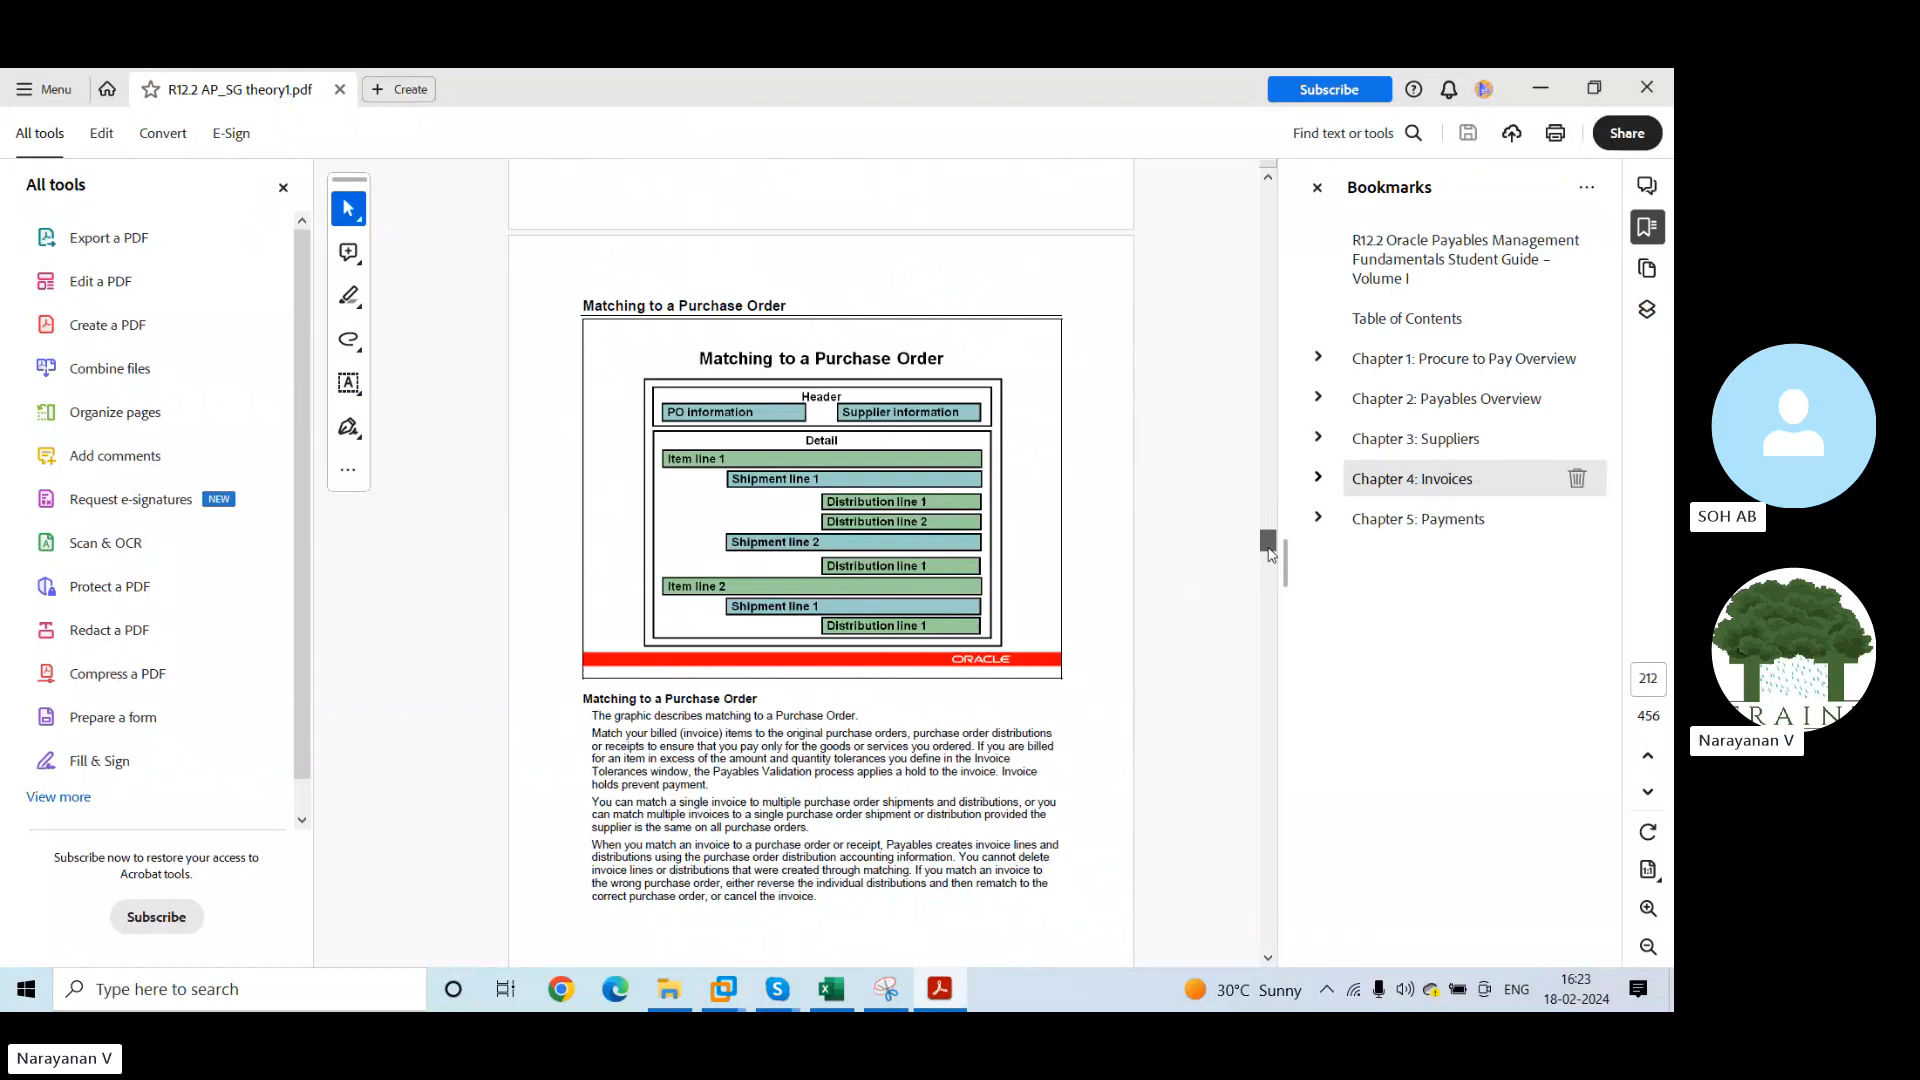 Menu
R12.2 AP_SG theory1.pdf
Create
Subscribe
All tools
Edit
Convert
E-Sign
Find text or tools
Share
All tools
Export a PDF
Edit a PDF
Create a PDF
Combine files
Organize pages
Add comments
Request e-signatures NEW
Scan & OCR
Protect a PDF
Redact a PDF
Compress a PDF
Prepare a form
Fill & Sign
View more
Subscribe now to restore your access to
Acrobat tools.
Subscribe
Matching to a Purchase Order
Matching to a Purchase Order
Header
PO information
Supplier information
Detail
Item line 1
Shipment line 1
Distribution line 1
Distribution line 2
Shipment line 2
Distribution line 1
Item line 2
Shipment line 1
Distribution line 1
ORACLE
Matching to a Purchase Order
The graphic describes matching to a Purchase Order.
Match your billed (invoice) items to the original purchase orders, purchase order distributions
or receipts to ensure that you pay only for the goods or services you ordered. If you are billed
for an item in excess of the amount and quantity tolerances you define in the Invoice
Tolerances window, the Payables Validation process applies a hold to the invoice. Invoice
holds prevent payment.
You can match a single invoice to multiple purchase order shipments and distributions, or you
can match multiple invoices to a single purchase order shipment or distribution provided the
supplier is the same on all purchase orders.
When you match an invoice to a purchase order or receipt, Payables creates invoice lines and
distributions using the purchase order distribution accounting information. You cannot delete
invoice lines or distributions that were created through matching. If you match an invoice to
the wrong purchase order, either reverse the individual distributions and then rematch to the
correct purchase order, or cancel the invoice.
Bookmarks
R12.2 Oracle Payables Management
Fundamentals Student Guide –
Volume I
Table of Contents
Chapter 1: Procure to Pay Overview
Chapter 2: Payables Overview
Chapter 3: Suppliers
Chapter 4: Invoices
Chapter 5: Payments
212
456
1:1
Type here to search
30°C Sunny
ENG
16:23
18-02-2024
SOH AB
RAIN
Narayanan V
Narayanan V